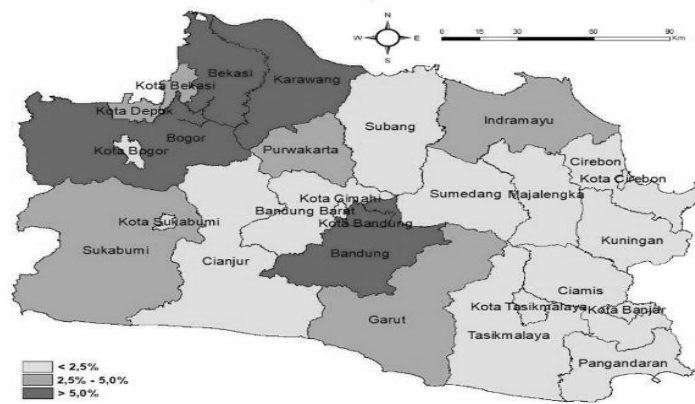 N
W E
S
0 15 30 60 90
Km
Bekasi
Kota Bekasi
Karawang
Kota Depok
Subang
Indramayu
Bogor
Kota Bogor
Purwakarta
Cirebon
Kota Cirebon
Kota Cimahi
Sumedang
Majalengka
Bandung Barat
Kota Sukabumi
Kota Bandung
Kuningan
Sukabumi
Cianjur
Bandung
Ciamis
Kota Tasikmalaya
Kota Banjar
Garut
Tasikmalaya
Pangandaran
< 2,5%
2,5% - 5,0%
> 5,0%